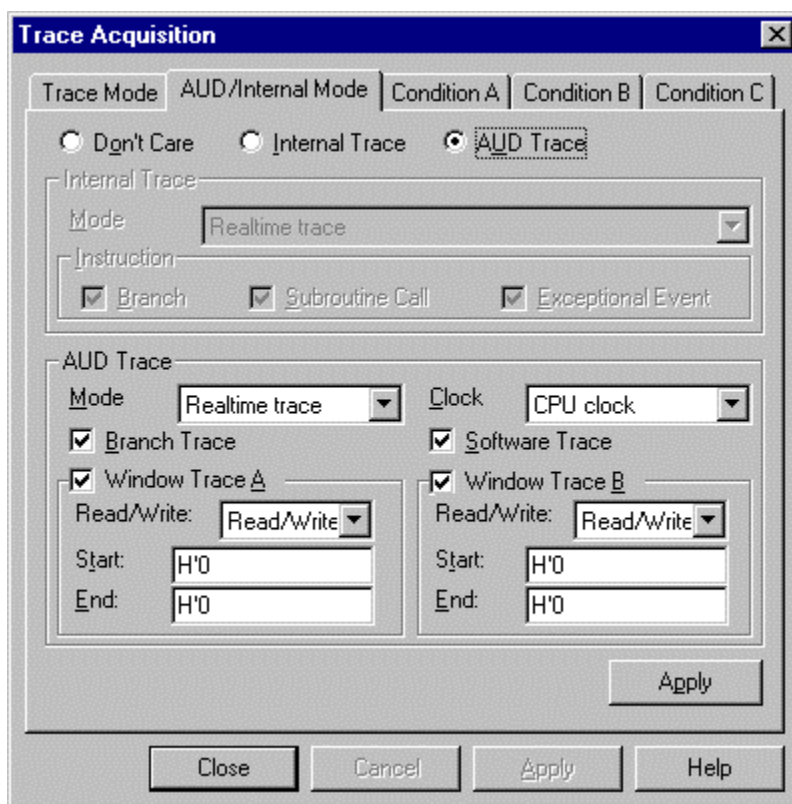 Trace Acquisition
Trace Mode AUD/Internal Mode Condition A Condition B Condition C
Don't Care Internal Trace AUD Trace
Internal Trace
Mode Realtime trace
Instruction
Branch Subroutine Call Exceptional Event
AUD Trace
Mode Realtime trace Clock CPU clock
Branch Trace Software Trace
Window Trace A Window Trace B
Read/Write: Read/Write Read/Write: Read/Write
Start: H'0 Start: H'0
End: H'0 End: H'0
Apply
Close Cancel Apply Help